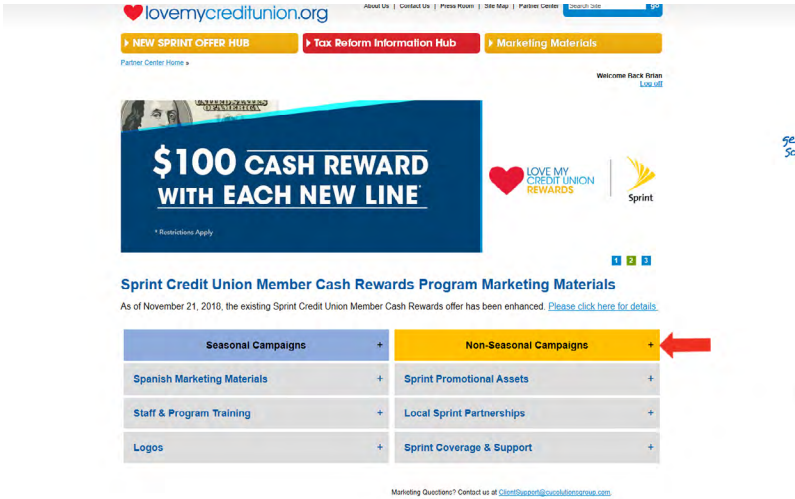 lovemycreditunion.org
About Us | Contact Us | Press Room | Site Map | Partner Center
Search Site
go
NEW SPRINT OFFER HUB
Tax Reform Information Hub
Marketing Materials
Partner Center Home »
Welcome Back Brian
Log off
UNITED STATES
OF AMERICA
$100 CASH REWARD
WITH EACH NEW LINE*
* Restrictions Apply
LOVE MY
CREDIT UNION
REWARDS
Sprint
1 2 3
Sprint Credit Union Member Cash Rewards Program Marketing Materials
As of November 21, 2018, the existing Sprint Credit Union Member Cash Rewards offer has been enhanced. Please click here for details
Seasonal Campaigns +
Non-Seasonal Campaigns +
Spanish Marketing Materials +
Sprint Promotional Assets +
Staff & Program Training +
Local Sprint Partnerships +
Logos +
Sprint Coverage & Support +
Marketing Questions? Contact us at ClientSupport@cusolutionsgroup.com.